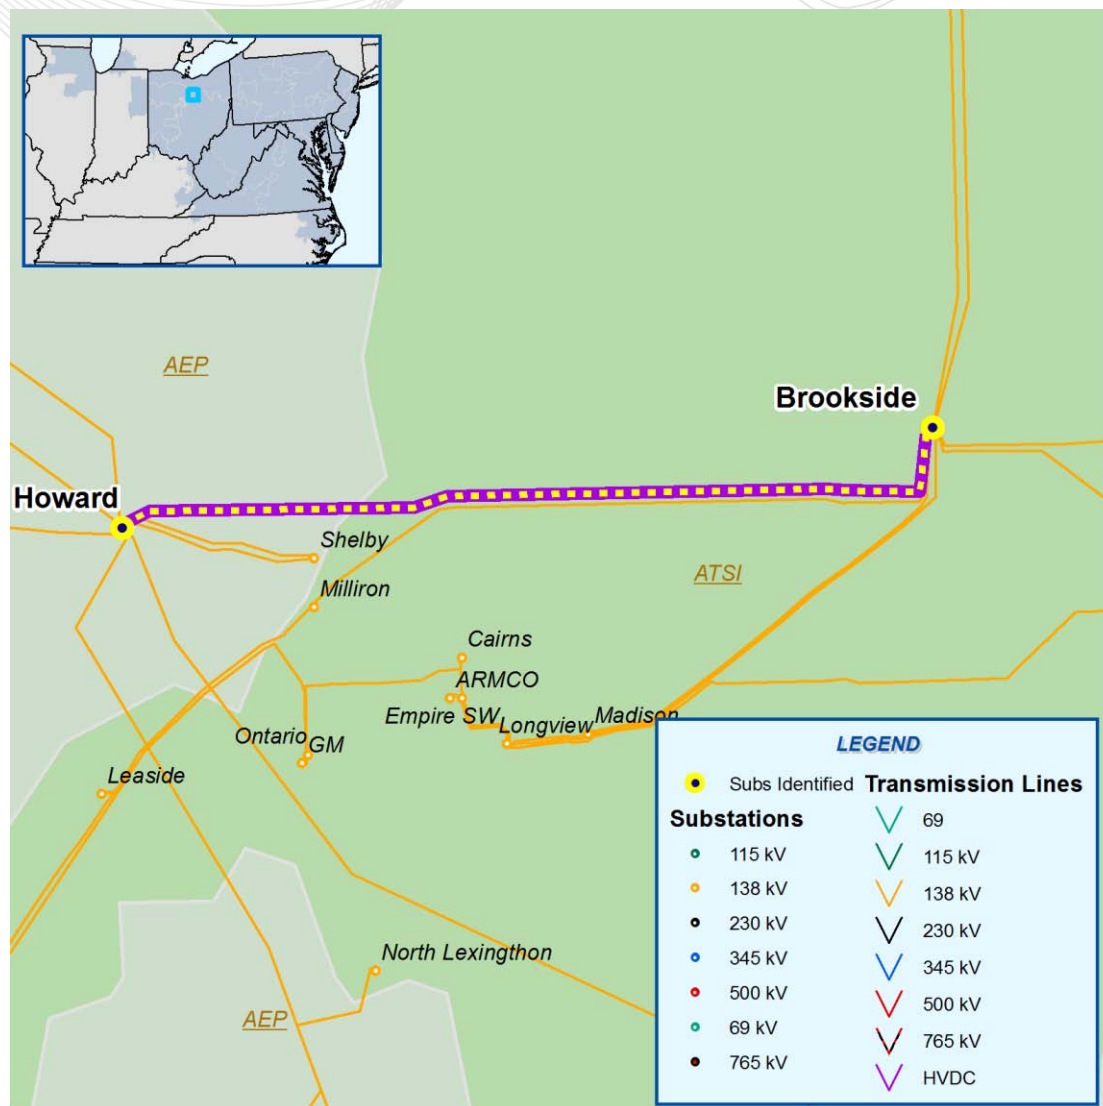 AEP
Brookside
Howard
Shelby
ATSI
Milliron
Cairns
ARMCO
Empire SW
Longview
Madison
Ontario
GM
Leaside
North Lexingthon
AEP
LEGEND
Subs Identified
Transmission Lines
Substations
69
115 kV
115 kV
138 kV
138 kV
230 kV
230 kV
345 kV
345 kV
500 kV
500 kV
69 kV
765 kV
765 kV
HVDC